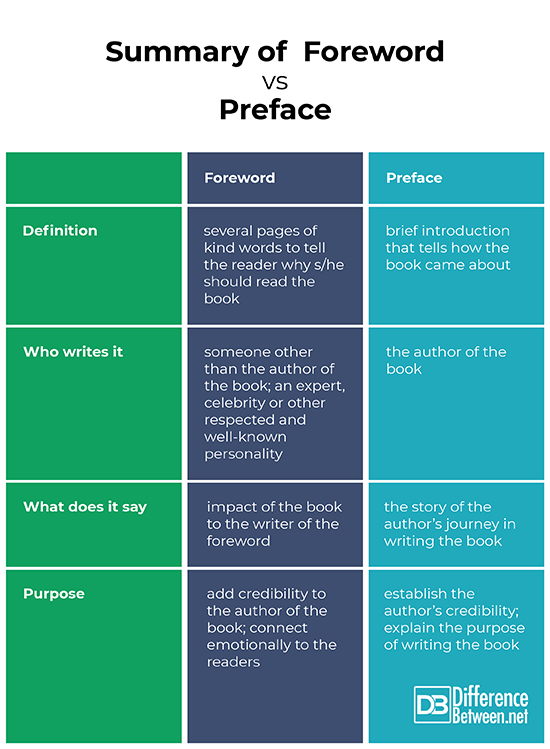 Summary of Foreword
vs
Preface
Foreword
Preface
Definition
several pages of
kind words to tell
the reader why s/he
should read the
book
brief introduction
that tells how the
book came about
Who writes it
someone other
than the author of
the book; an expert,
celebrity or other
respected and
well-known
personality
the author of the
book
What does it say
impact of the book
to the writer of the
foreword
the story of the
author's journey in
writing the book
Purpose
add credibility to
the author of the
book; connect
emotionally to the
readers
establish the
author's credibility;
explain the purpose
of writing the book
DB
Difference
Between.net